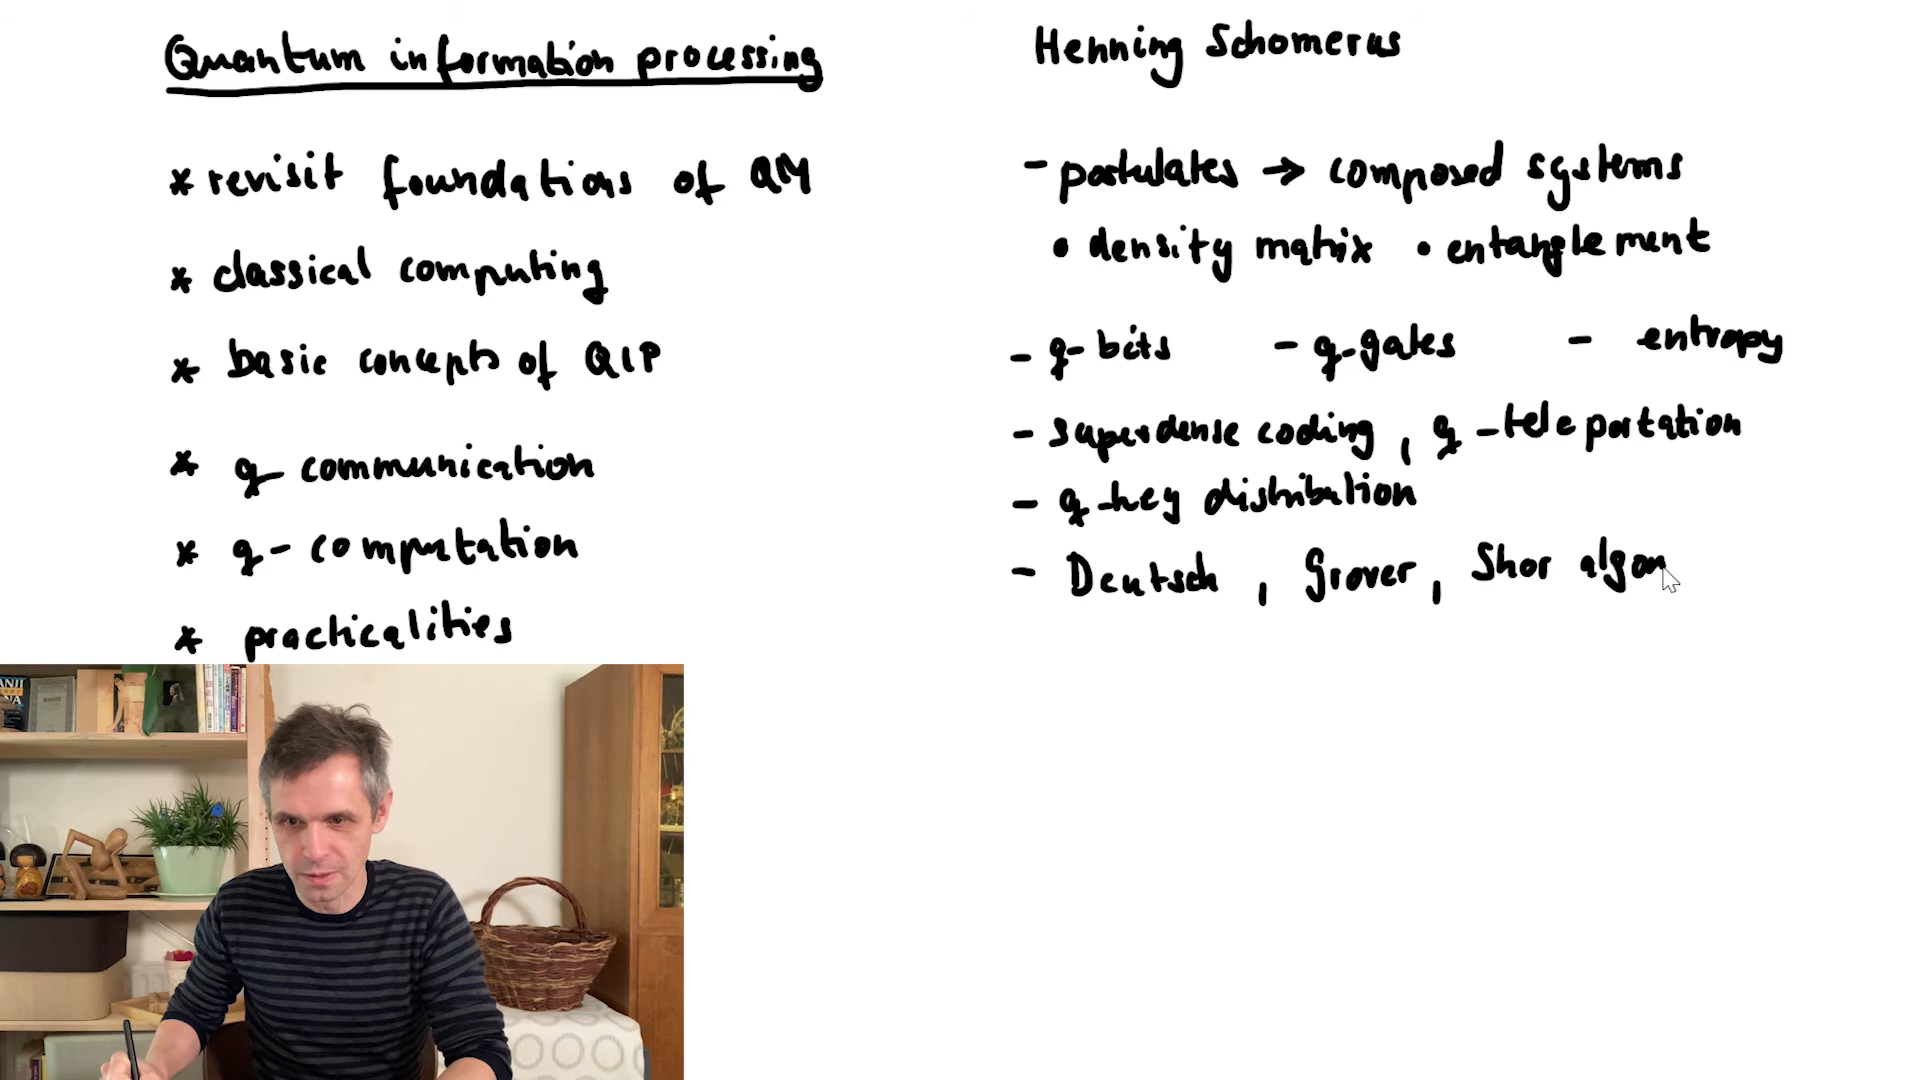 Quantum information processing
Henning Schomerus
* revisit foundations of QM
- postulates → composed systems
• density matrix • entanglement
* classical computing
* basic concepts of QIP
- q-bits - q-gates - entropy
* q-communication
- superdense coding, q-teleportation
- q-key distribution
* q-computation
- Deutsch, Grover, Shor algor
* practicalities